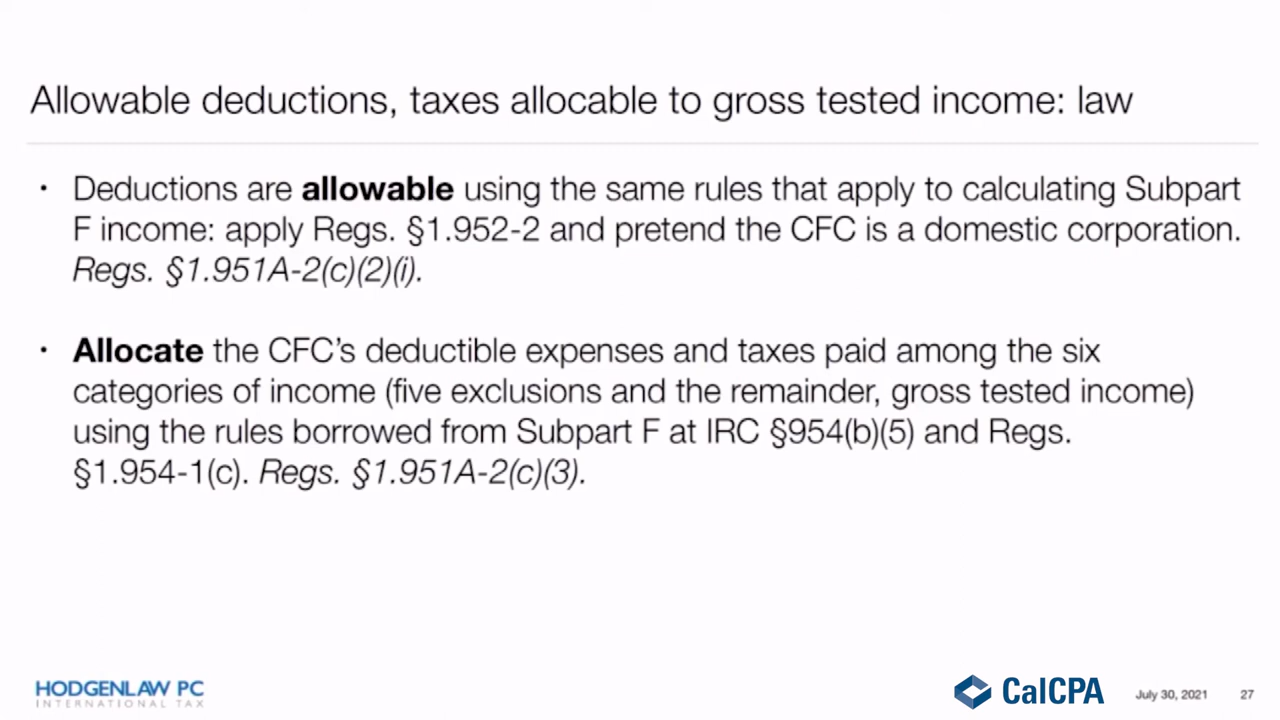 Allowable deductions, taxes allocable to gross tested income: law
• Deductions are allowable using the same rules that apply to calculating Subpart
F income: apply Regs. §1.952-2 and pretend the CFC is a domestic corporation.
Regs. §1.951A-2(c)(2)(i).
• Allocate the CFC's deductible expenses and taxes paid among the six
categories of income (five exclusions and the remainder, gross tested income)
using the rules borrowed from Subpart F at IRC §954(b)(5) and Regs.
§1.954-1(c). Regs. §1.951A-2(c)(3).
HODGENLAW PC
INTERNATIONAL TAX
CalCPA
July 30, 2021
27